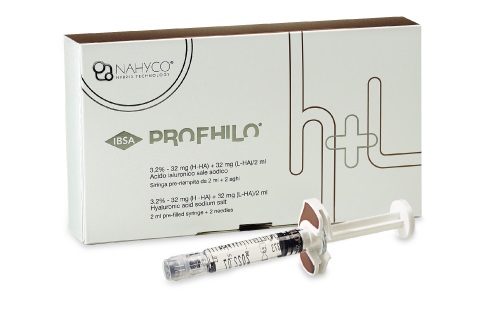 NAHYCO®
HYBRID TECHNOLOGY
IBSA PROFHILO®
h+L
3,2% - 32 mg (H-HA) + 32 mg (L-HA)/2 ml
Acido ialuronico sale sodico
Siringa pre-riempita da 2 ml + 2 aghi
3.2% - 32 mg (H -HA) + 32 mg (L-HA)/2 ml
Hyaluronic acid sodium salt
2 ml pre-filled syringe + 2 needles